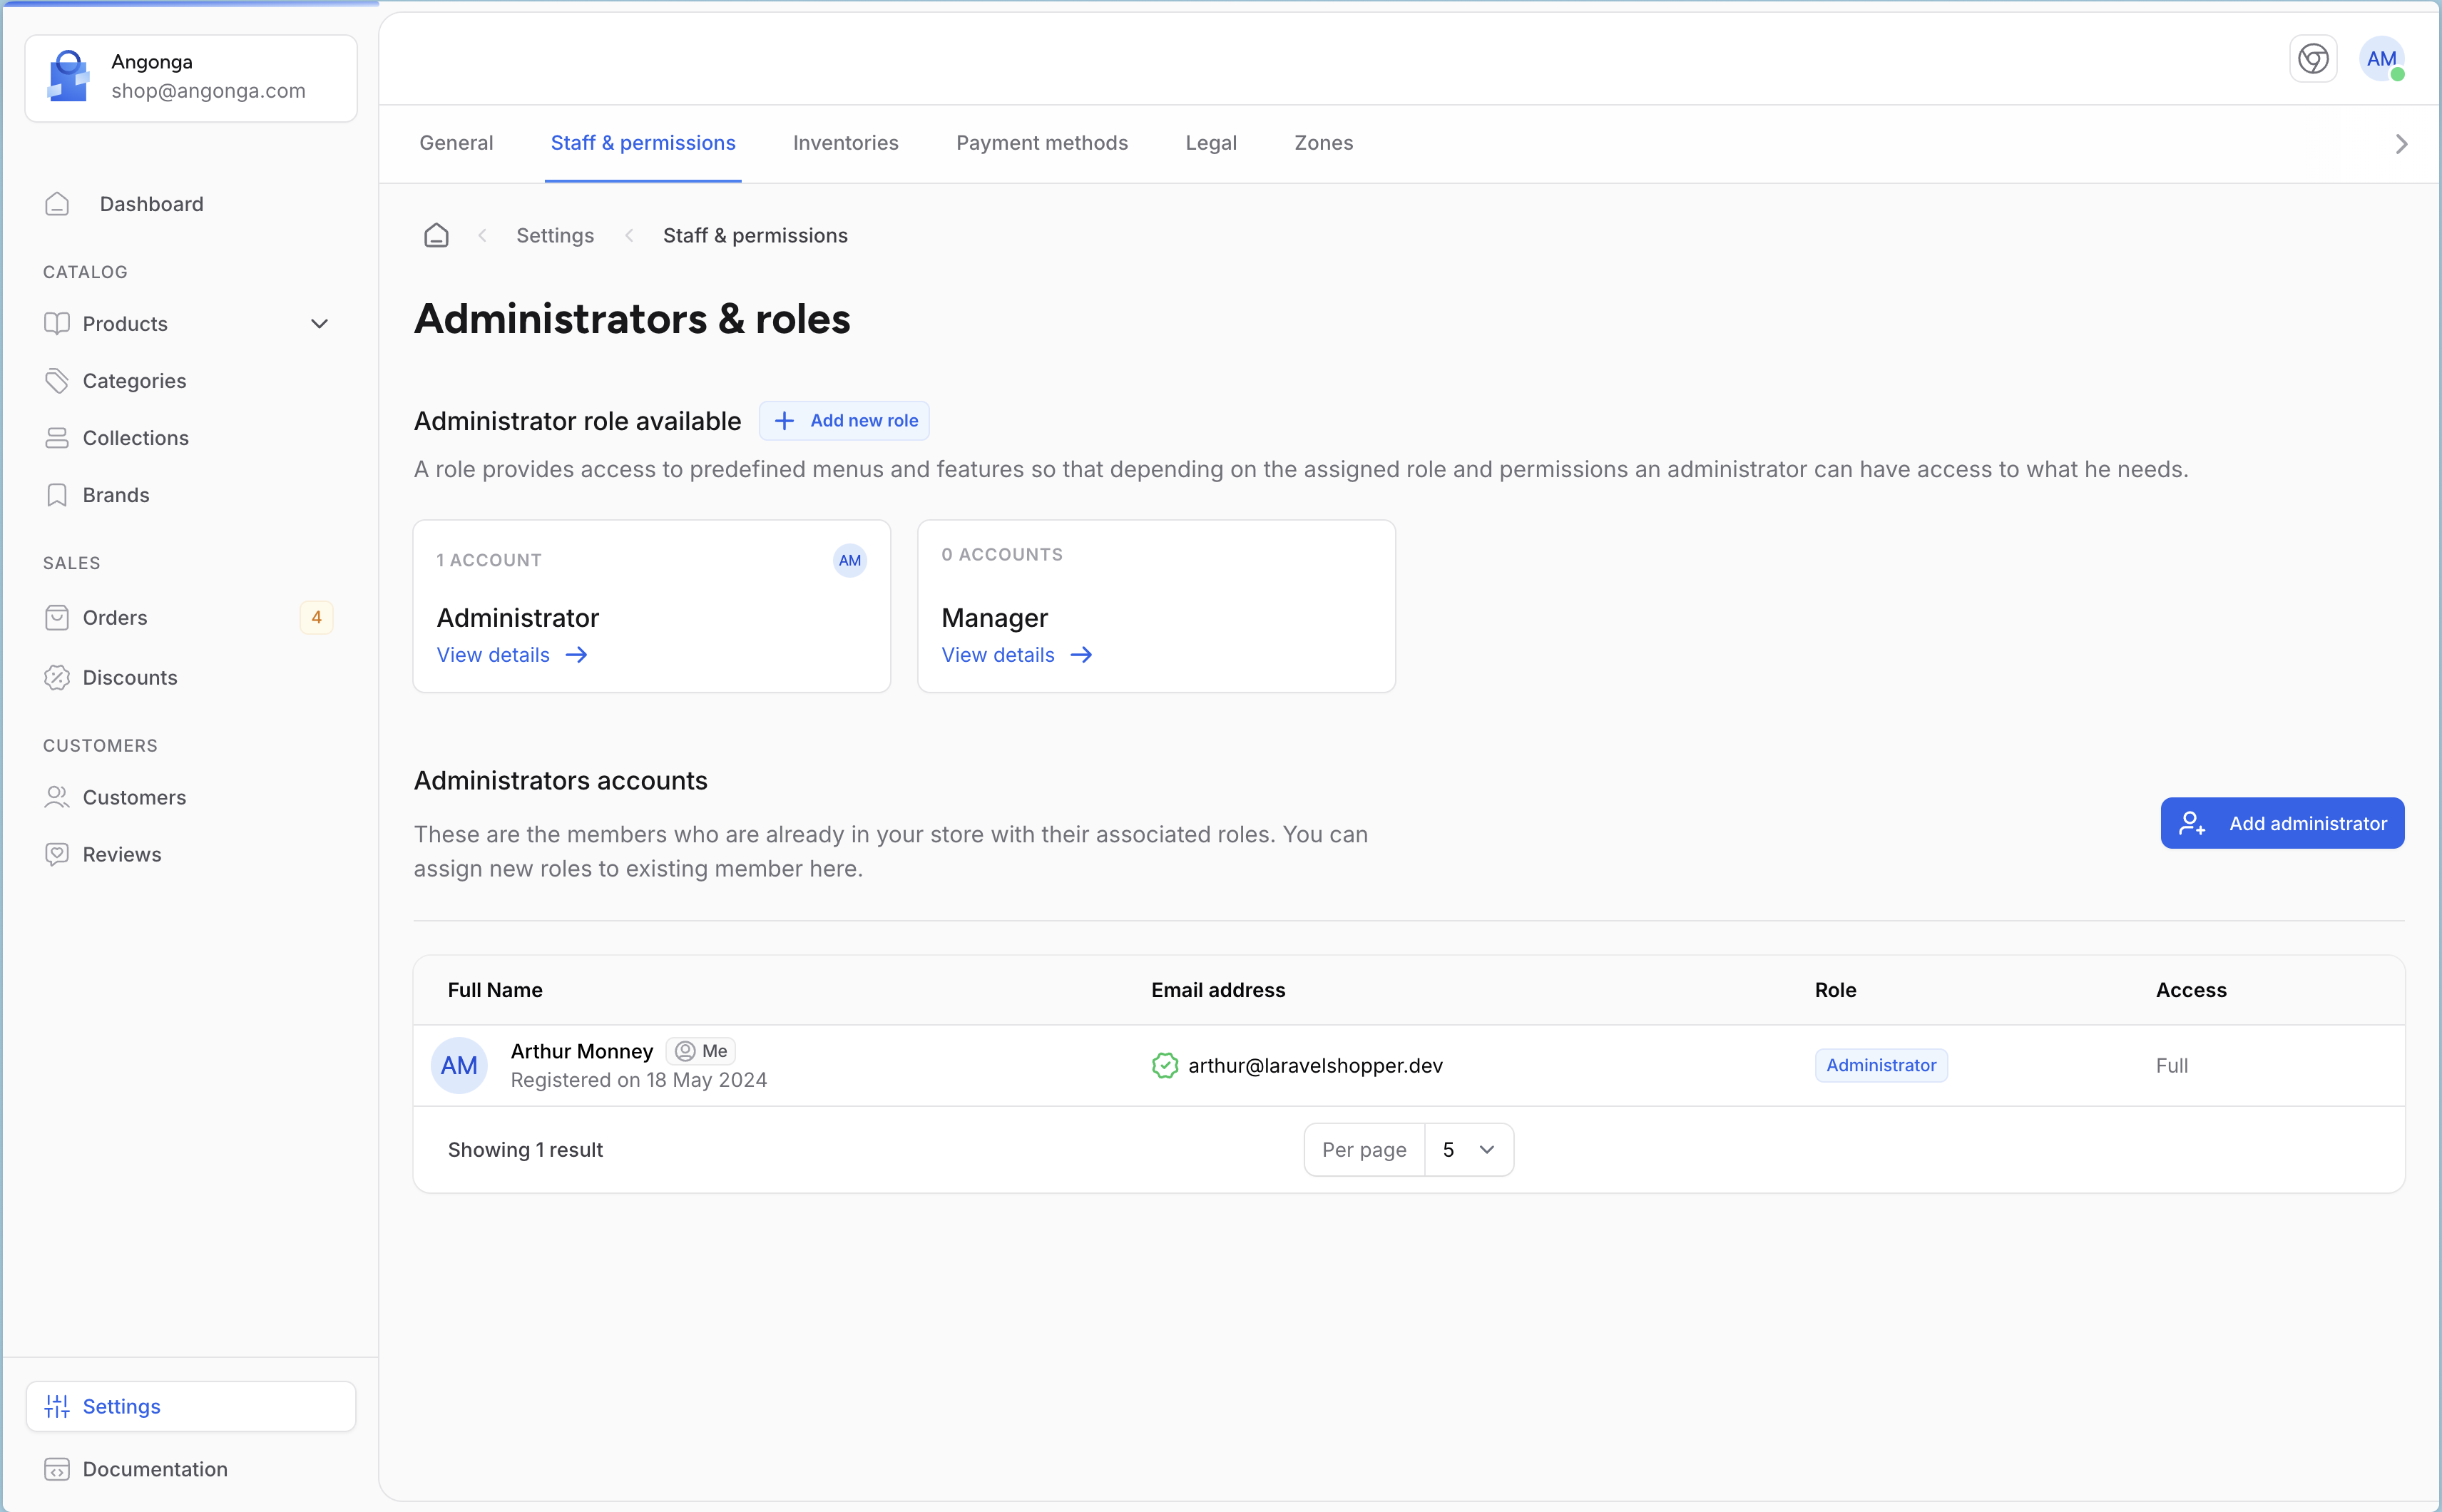 Angonga
shop@angonga.com
Dashboard
CATALOG
Products
Categories
Collections
Brands
SALES
Orders 4
Discounts
CUSTOMERS
Customers
Reviews
Settings
Documentation
AM
General Staff & permissions Inventories Payment methods Legal Zones
Settings Staff & permissions
Administrators & roles
Administrator role available Add new role
A role provides access to predefined menus and features so that depending on the assigned role and permissions an administrator can have access to what he needs.
1 ACCOUNT AM
Administrator
View details
0 ACCOUNTS
Manager
View details
Administrators accounts
These are the members who are already in your store with their associated roles. You can
assign new roles to existing member here.
Add administrator
Full Name Email address Role Access
AM Arthur Monney Me
Registered on 18 May 2024
arthur@laravelshopper.dev Administrator Full
Showing 1 result Per page 5